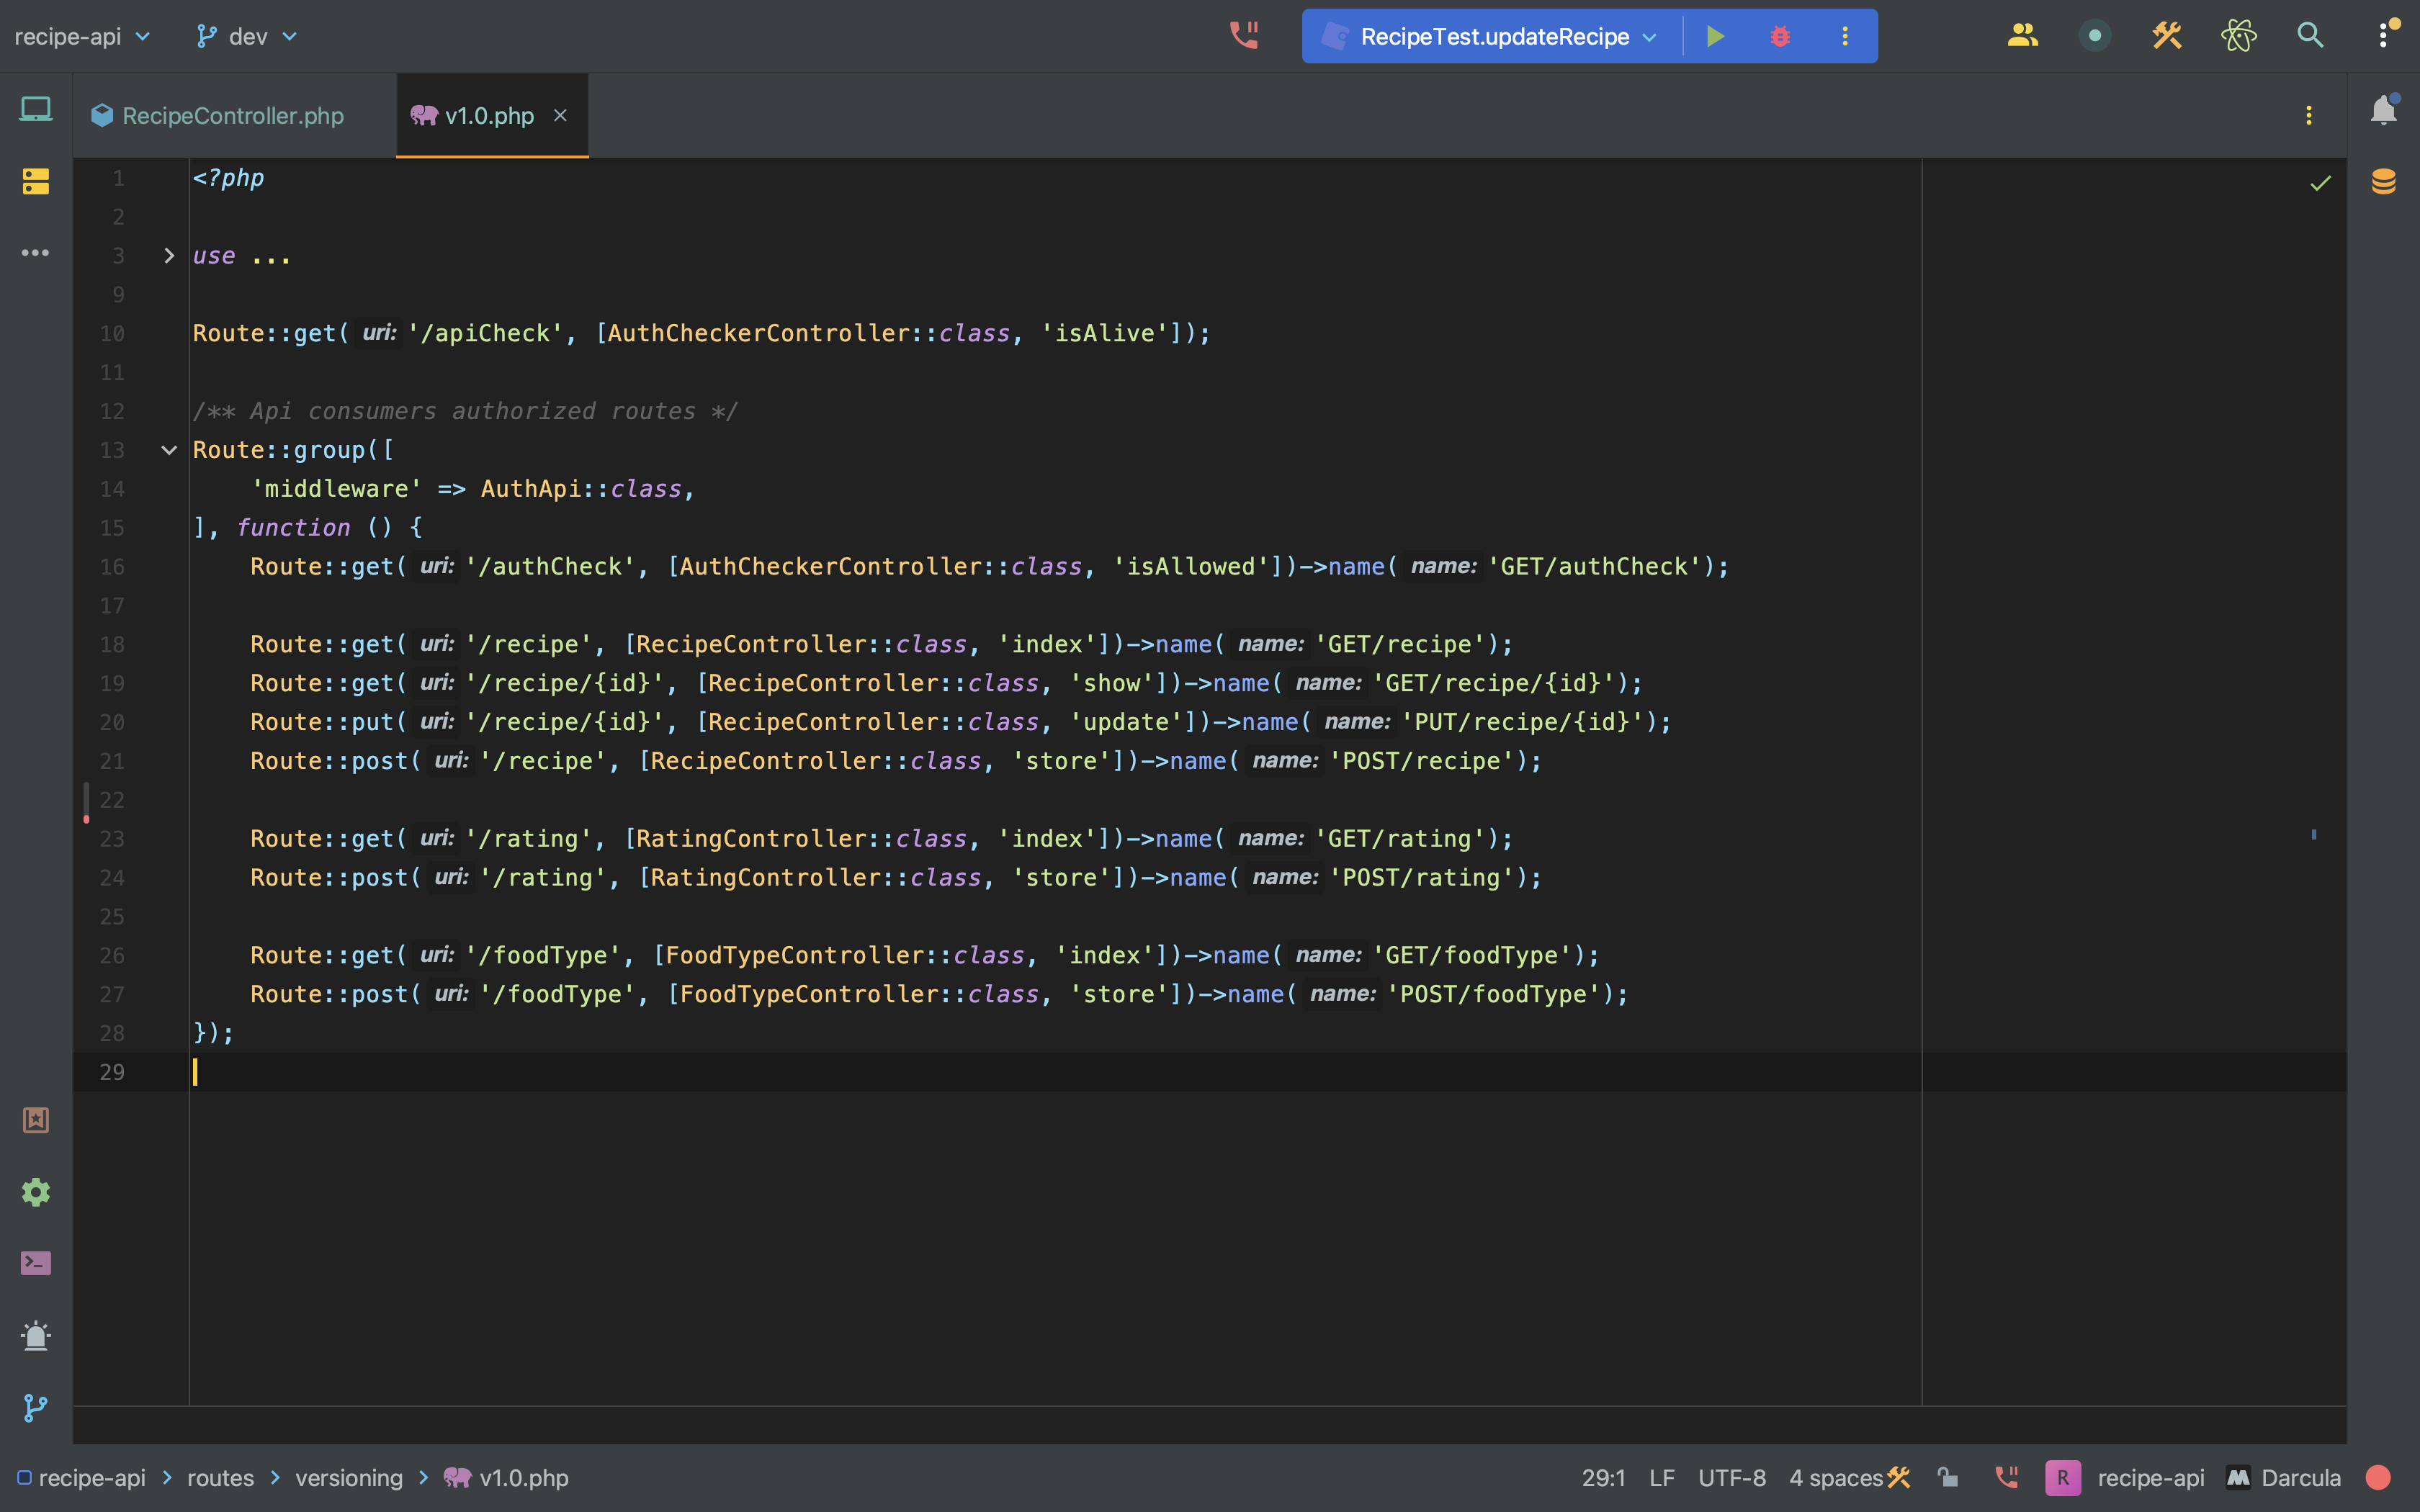 recipe-api dev RecipeTest.updateRecipe
RecipeController.php v1.0.php
1 <?php
2
3 use ...
9
10 Route::get( uri: '/apiCheck', [AuthCheckerController::class, 'isAlive']);
11
12 /** Api consumers authorized routes */
13 Route::group([
14 'middleware' => AuthApi::class,
15 ], function () {
16 Route::get( uri: '/authCheck', [AuthCheckerController::class, 'isAllowed'])->name( name: 'GET/authCheck');
17
18 Route::get( uri: '/recipe', [RecipeController::class, 'index'])->name( name: 'GET/recipe');
19 Route::get( uri: '/recipe/{id}', [RecipeController::class, 'show'])->name( name: 'GET/recipe/{id}');
20 Route::put( uri: '/recipe/{id}', [RecipeController::class, 'update'])->name( name: 'PUT/recipe/{id}');
21 Route::post( uri: '/recipe', [RecipeController::class, 'store'])->name( name: 'POST/recipe');
22
23 Route::get( uri: '/rating', [RatingController::class, 'index'])->name( name: 'GET/rating');
24 Route::post( uri: '/rating', [RatingController::class, 'store'])->name( name: 'POST/rating');
25
26 Route::get( uri: '/foodType', [FoodTypeController::class, 'index'])->name( name: 'GET/foodType');
27 Route::post( uri: '/foodType', [FoodTypeController::class, 'store'])->name( name: 'POST/foodType');
28 });
29
recipe-api routes versioning v1.0.php 29:1 LF UTF-8 4 spaces R recipe-api Darcula